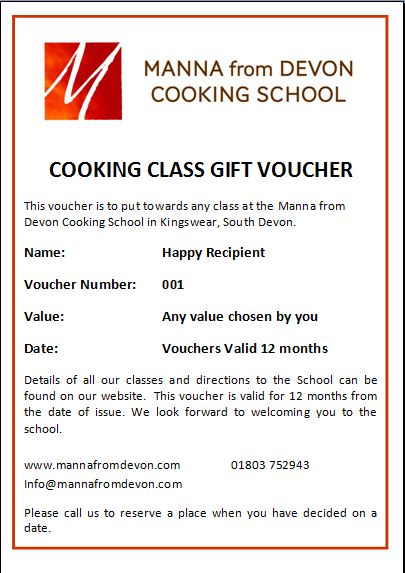 M
MANNA from DEVON
COOKING SCHOOL
COOKING CLASS GIFT VOUCHER
This voucher is to put towards any class at the Manna from
Devon Cooking School in Kingswear, South Devon.
Name: Happy Recipient
Voucher Number: 001
Value: Any value chosen by you
Date: Vouchers Valid 12 months
Details of all our classes and directions to the School can be
found on our website. This voucher is valid for 12 months from
the date of issue. We look forward to welcoming you to the
school.
www.mannafromdevon.com 01803 752943
Info@mannafromdevon.com
Please call us to reserve a place when you have decided on a
date.